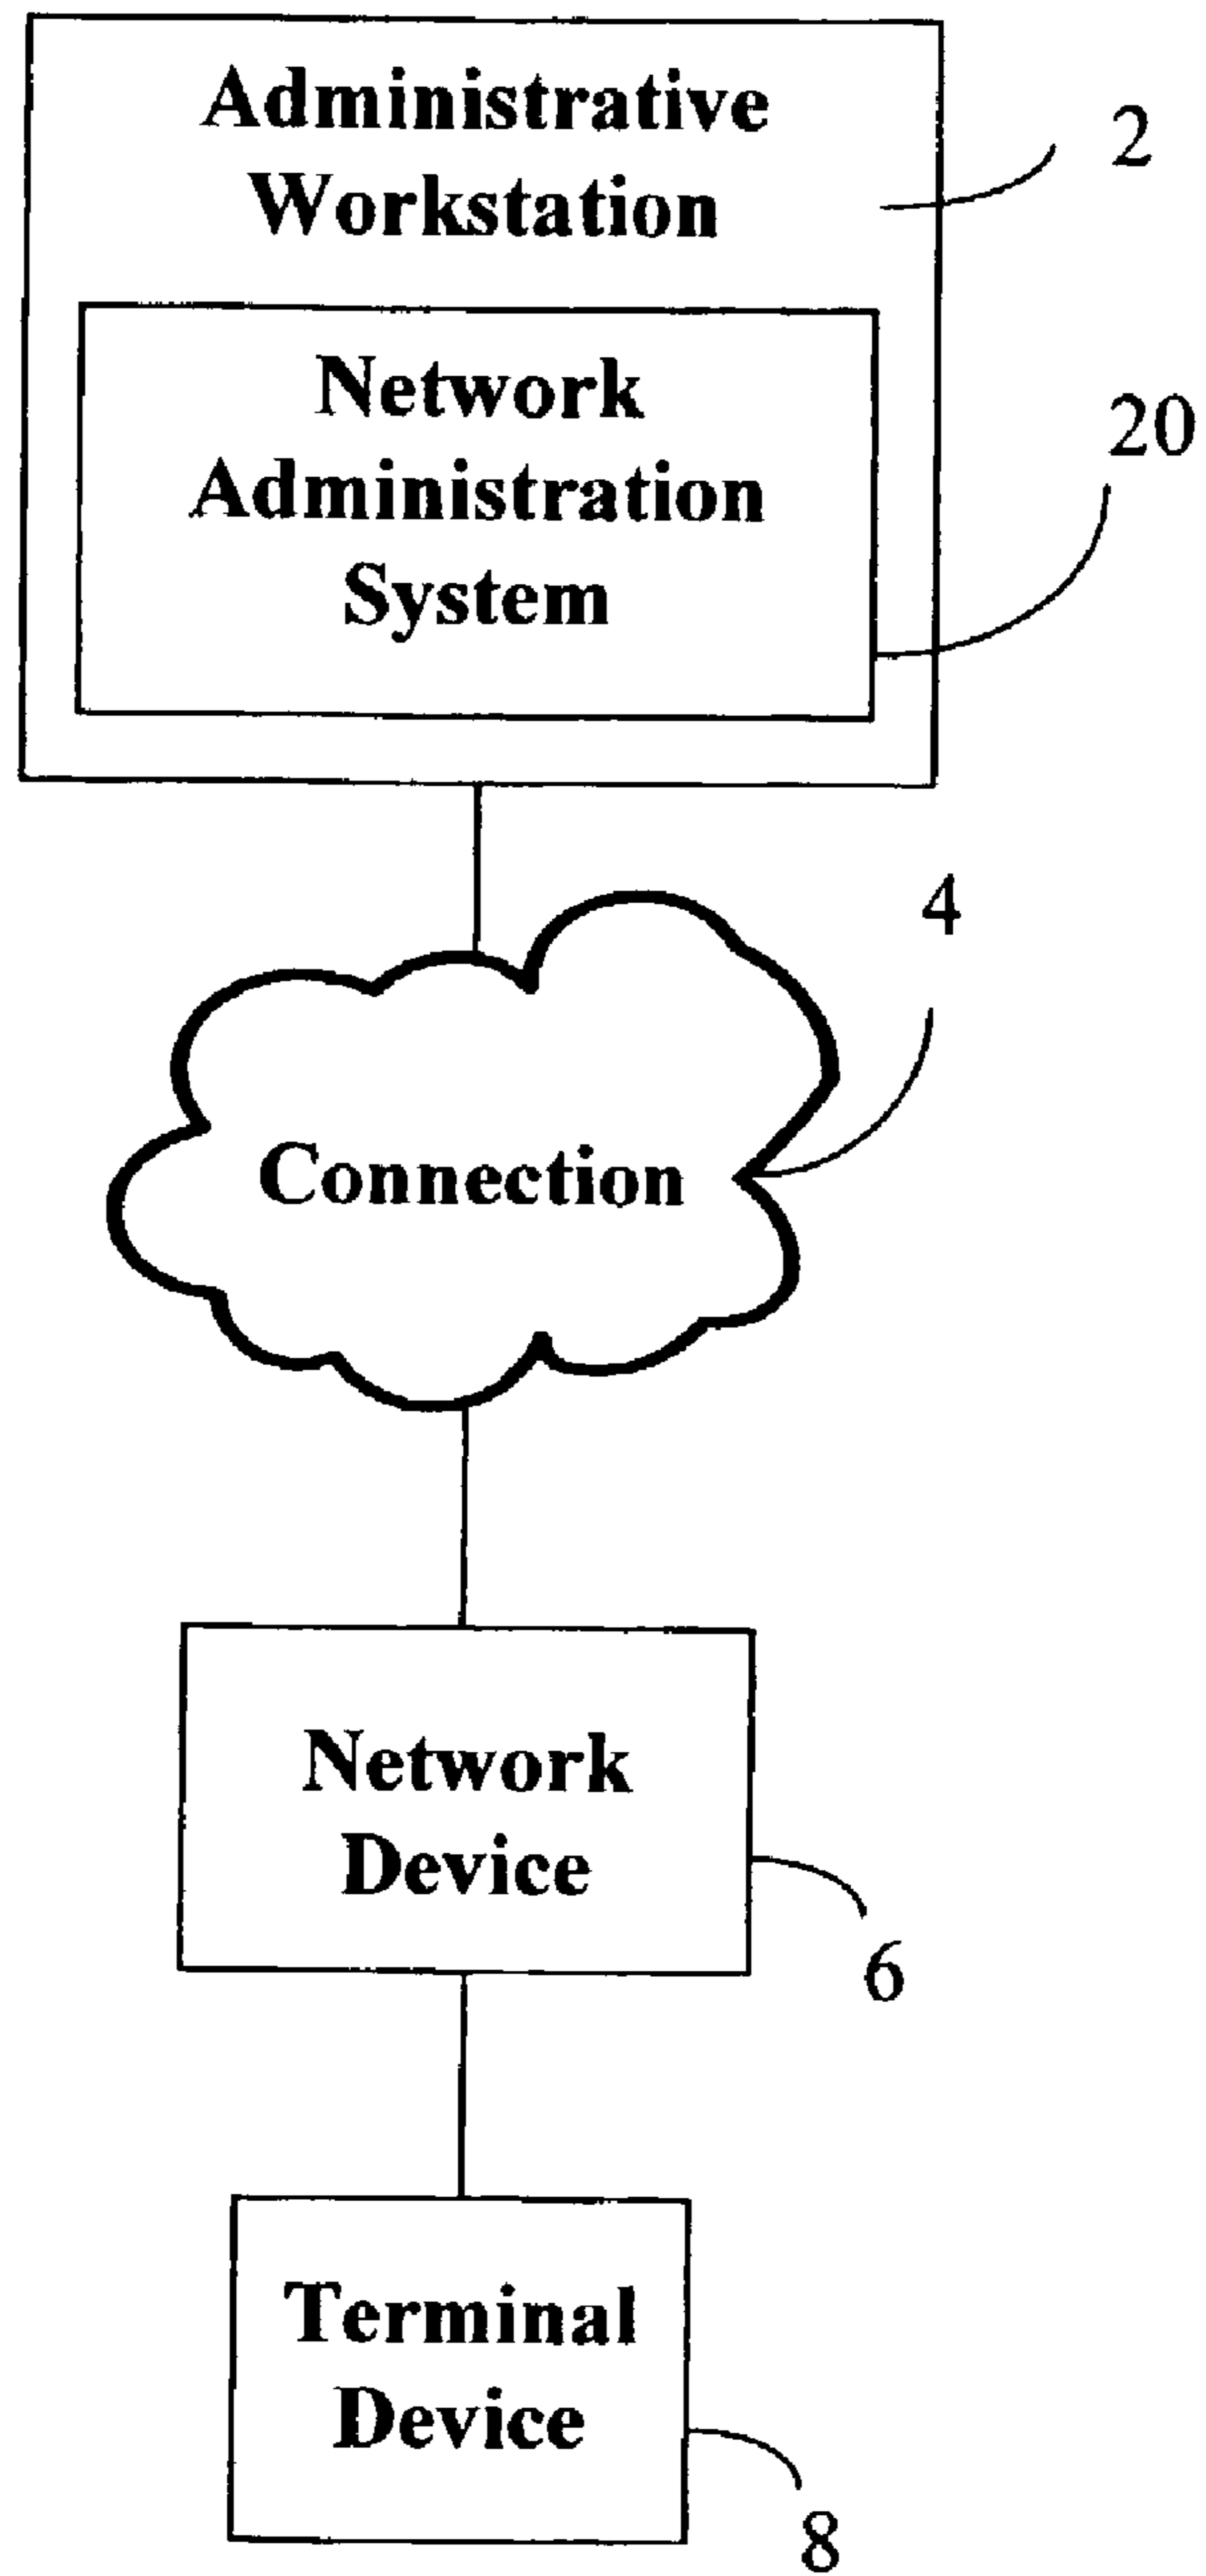 Administrative
Workstation
2
Network
Administration
System
20
4
Connection
Network
Device
6
Terminal
Device
8